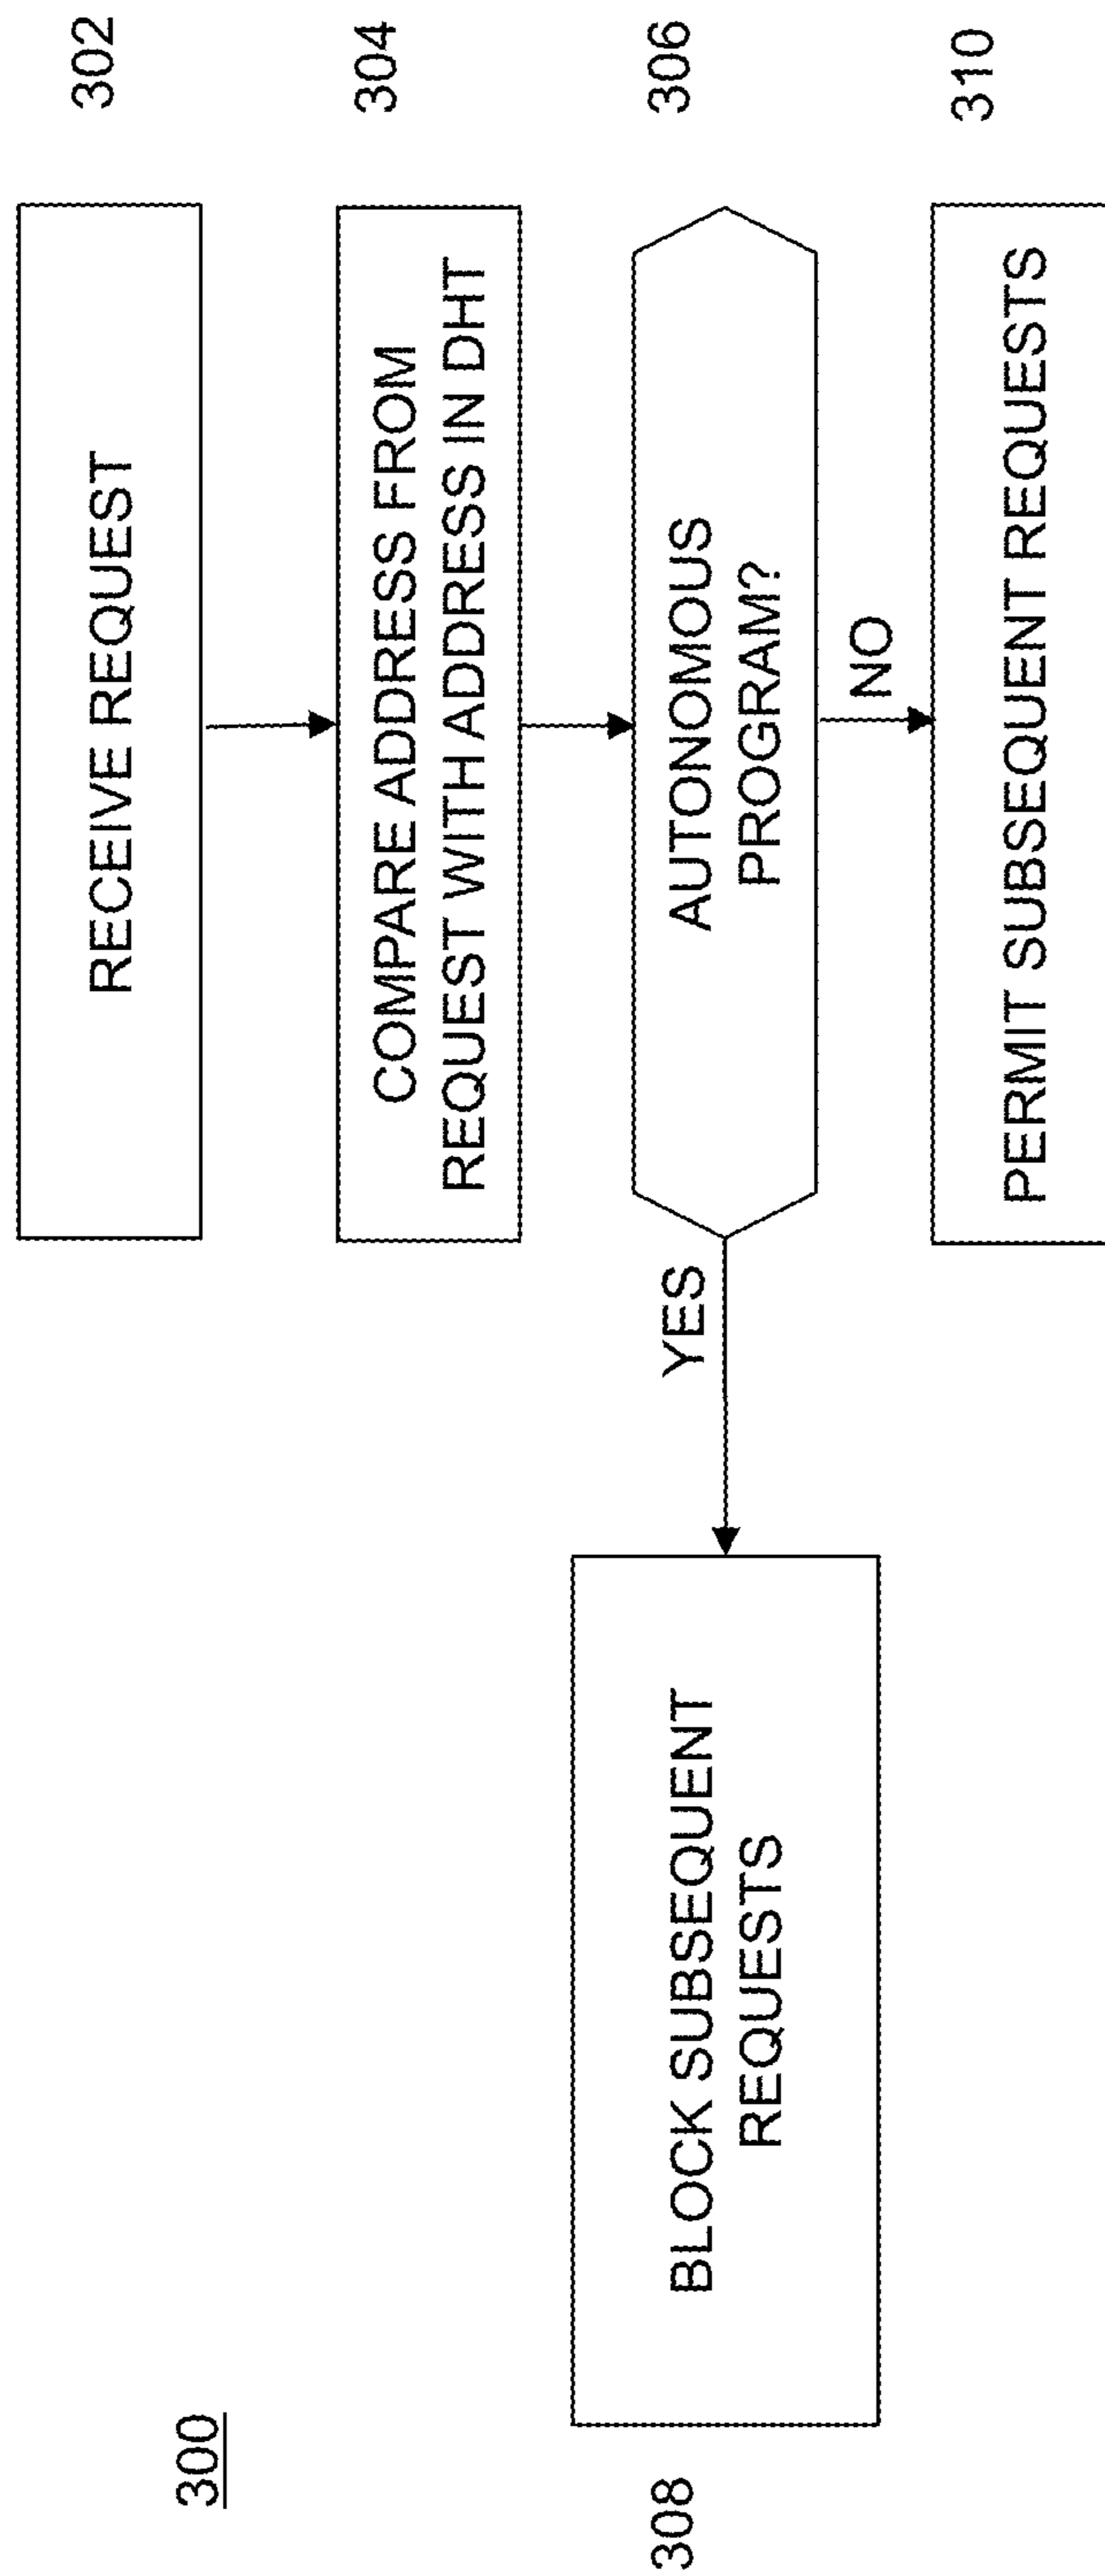 300
RECEIVE REQUEST
302
COMPARE ADDRESS FROM
REQUEST WITH ADDRESS IN DHT
304
AUTONOMOUS
PROGRAM?
306
YES
NO
308
BLOCK SUBSEQUENT
REQUESTS
PERMIT SUBSEQUENT REQUESTS
310